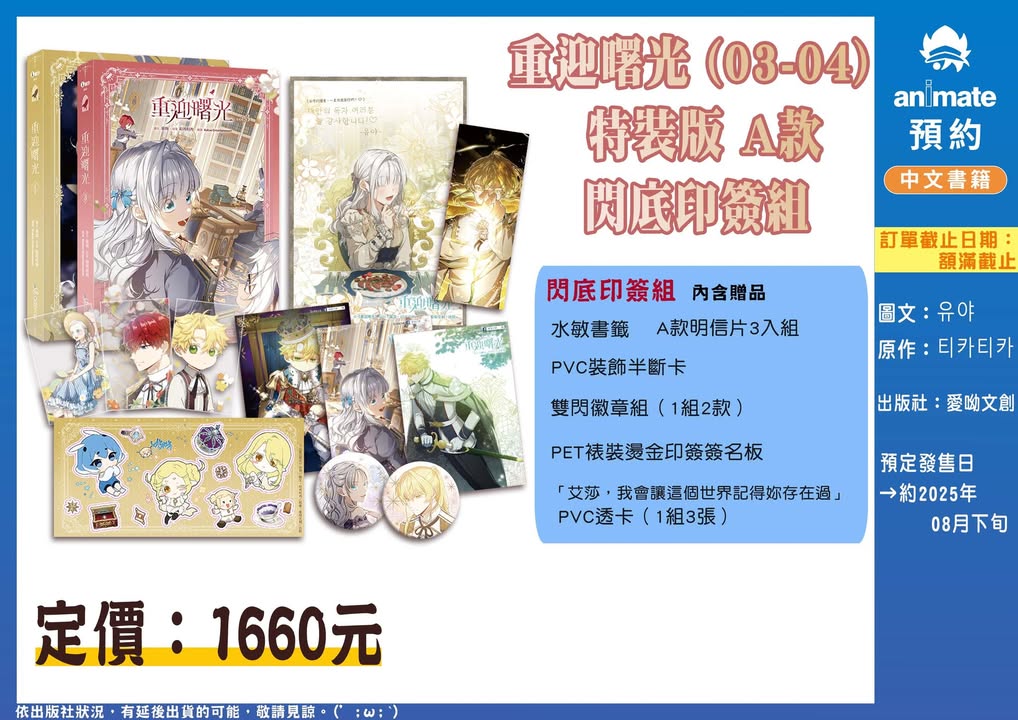 重迎曙光 (03-04)
特裝版 A款
閃底印簽組
閃底印簽組 內含贈品
水敏書籤 A款明信片3入組
PVC裝飾半斷卡
雙閃徽章組（1組2款）
PET裱裝燙金印簽簽名板
「艾莎，我會讓這個世界記得妳存在過」
PVC透卡（1組3張）
定價：1660元
依出版社狀況，有延後出貨的可能，敬請見諒。(´;ω;`)
animate
預約
中文書籍
訂單截止日期：
額滿截止
圖文：유야
原作：티카티카
出版社：愛呦文創
預定發售日
→約2025年
08月下旬
重迎曙光
重迎曙光
重迎曙光
重迎曙光